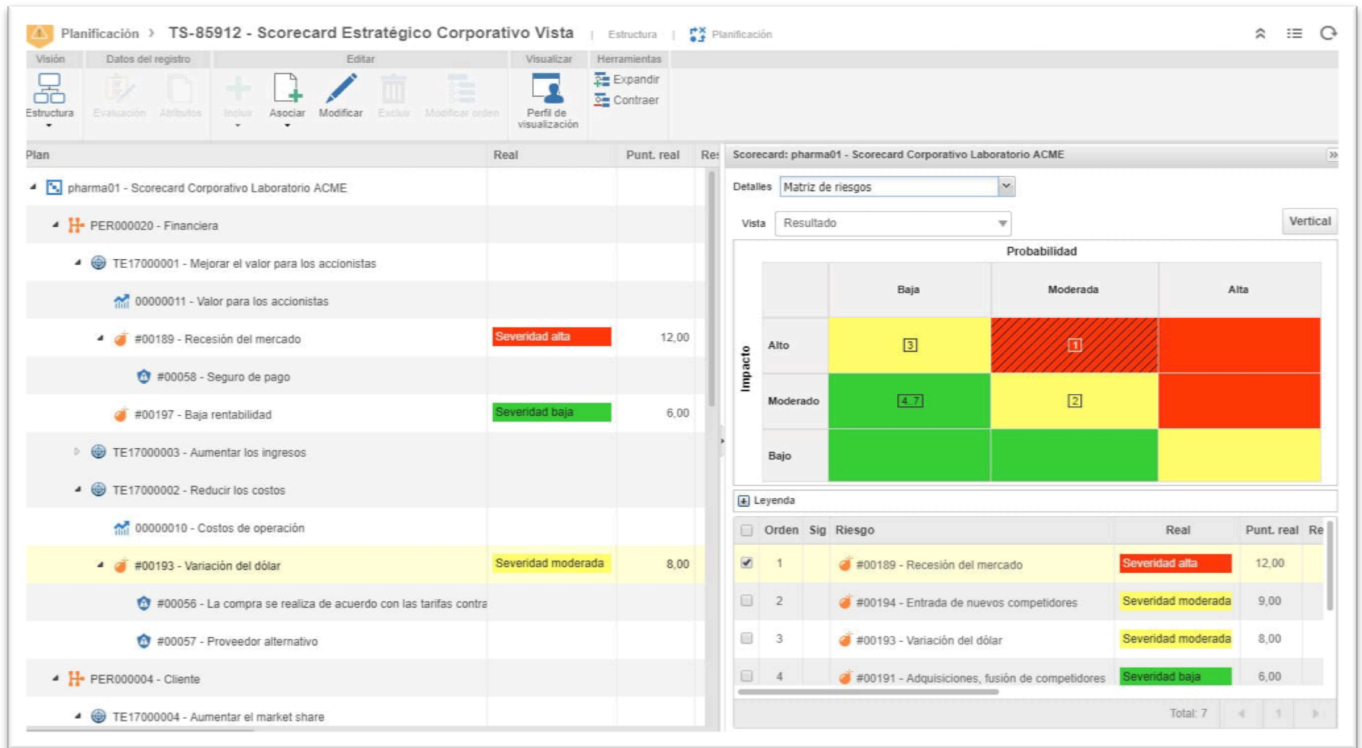 Planificación > TS-85912 - Scorecard Estratégico Corporativo Vista | Estructura | Planificación
Visión Datos del registro Editar Visualizar Herramientas
Estructura Evaluación Atributos Incluir Asociar Modificar Excluir Modificar orden Perfil de visualización Expandir Contraer
Plan Real Punt. real Res
pharma01 - Scorecard Corporativo Laboratorio ACME
PER000020 - Financiera
TE17000001 - Mejorar el valor para los accionistas
00000011 - Valor para los accionistas
#00189 - Recesión del mercado Severidad alta 12,00
#00058 - Seguro de pago
#00197 - Baja rentabilidad Severidad baja 6,00
TE17000003 - Aumentar los ingresos
TE17000002 - Reducir los costos
00000010 - Costos de operación
#00193 - Variación del dólar Severidad moderada 8,00
#00056 - La compra se realiza de acuerdo con las tarifas contra
#00057 - Proveedor alternativo
PER000004 - Cliente
TE17000004 - Aumentar el market share
Scorecard: pharma01 - Scorecard Corporativo Laboratorio ACME
Detalles Matriz de riesgos
Vista Resultado Vertical
Probabilidad
Baja Moderada Alta
Impacto
Alto 3 1
Moderado 4..7 2
Bajo
Leyenda
Orden Sig Riesgo Real Punt. real Re
1 #00189 - Recesión del mercado Severidad alta 12,00
2 #00194 - Entrada de nuevos competidores Severidad moderada 9,00
3 #00193 - Variación del dólar Severidad moderada 8,00
4 #00191 - Adquisiciones, fusión de competidores Severidad baja 6,00
Total: 7 1